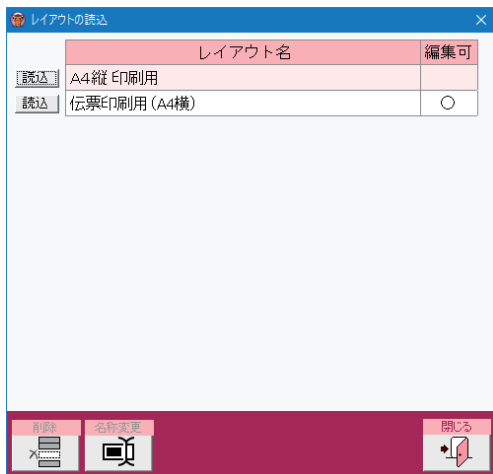 レイアウトの読込
レイアウト名 編集可
読込 A4縦 印刷用
読込 伝票印刷用(A4横) ○
削除 名称変更 閉じる